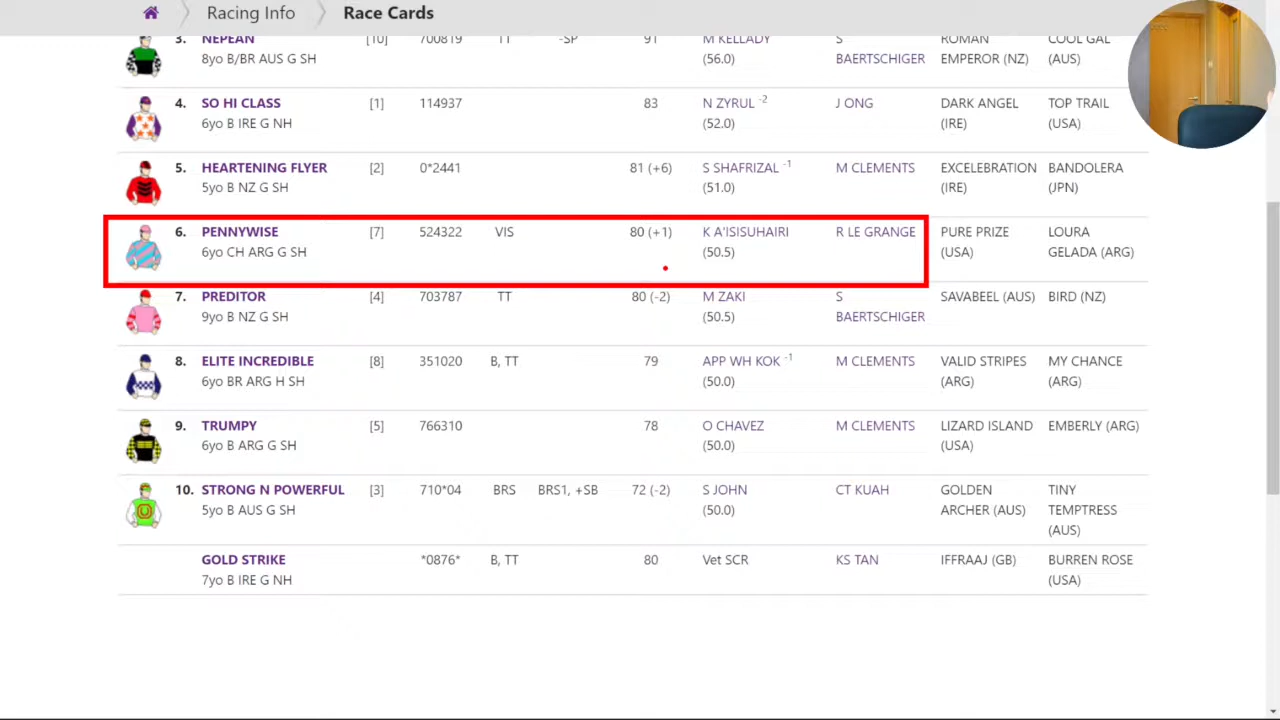 Racing Info
Race Cards
3. NEPEAN [10] 700819 TT -SP 91 M KELLADY S ROMAN COOL GAL
8yo B/BR AUS G SH (56.0) BAERTSCHIGER EMPEROR (NZ) (AUS)
4. SO HI CLASS [1] 114937 83 N ZYRUL -2 J ONG DARK ANGEL TOP TRAIL
6yo B IRE G NH (52.0) (IRE) (USA)
5. HEARTENING FLYER [2] 0*2441 81 (+6) S SHAFRIZAL -1 M CLEMENTS EXCELEBRATION BANDOLERA
5yo B NZ G SH (51.0) (IRE) (JPN)
6. PENNYWISE [7] 524322 VIS 80 (+1) K A'ISISUHAIRI R LE GRANGE PURE PRIZE LOURA
6yo CH ARG G SH (50.5) (USA) GELADA (ARG)
7. PREDITOR [4] 703787 TT 80 (-2) M ZAKI S SAVABEEL (AUS) BIRD (NZ)
9yo B NZ G SH (50.5) BAERTSCHIGER
8. ELITE INCREDIBLE [8] 351020 B, TT 79 APP WH KOK -1 M CLEMENTS VALID STRIPES MY CHANCE
6yo BR ARG H SH (50.0) (ARG) (ARG)
9. TRUMPY [5] 766310 78 O CHAVEZ M CLEMENTS LIZARD ISLAND EMBERLY (ARG)
6yo B ARG G SH (50.0) (USA)
10. STRONG N POWERFUL [3] 710*04 BRS BRS1, +SB 72 (-2) S JOHN CT KUAH GOLDEN TINY
5yo B AUS G SH (50.0) ARCHER (AUS) TEMPTRESS
(AUS)
GOLD STRIKE *0876* B, TT 80 Vet SCR KS TAN IFFRAAJ (GB) BURREN ROSE
7yo B IRE G NH (USA)